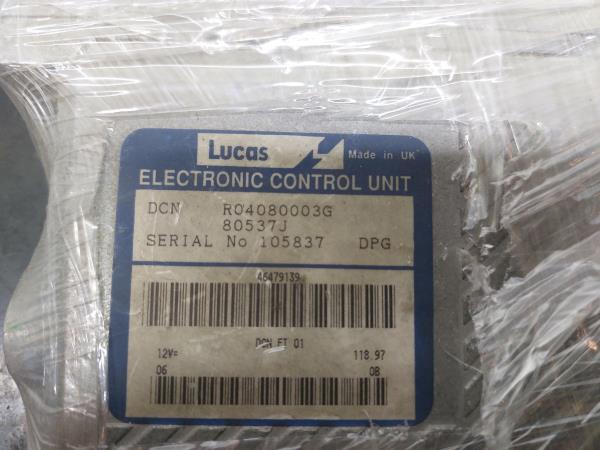 Lucas Made in UK
ELECTRONIC CONTROL UNIT
DCN R04080003G
80537J
SERIAL No 105837 DPG
46479139
DCN FT 01
12V= 118.97
06 0B